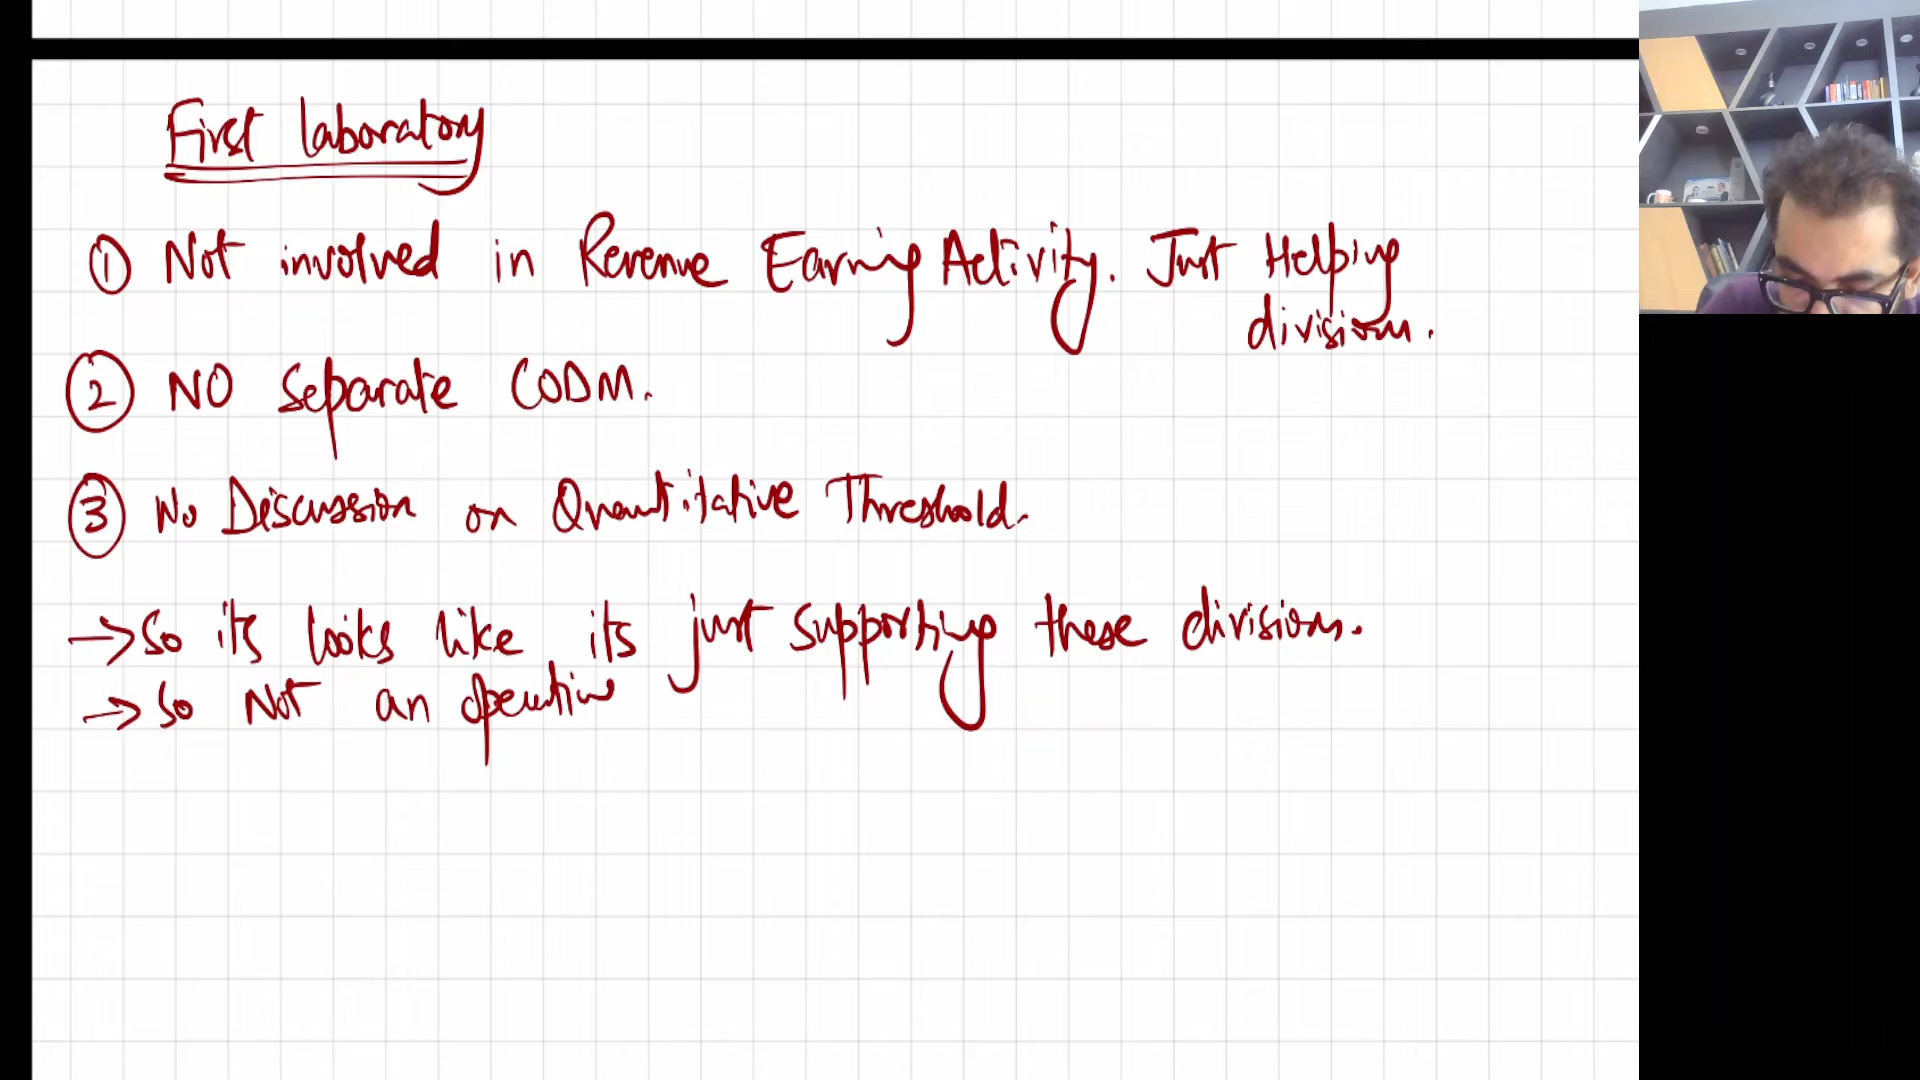 First laboratory
① Not involved in Revenue Earning Activity. Just Helping
division.
② NO separate CODM.
③ No Discussion on Quantitative Threshold.
→ So its looks like its just supporting these divisions.
→ So Not an operating